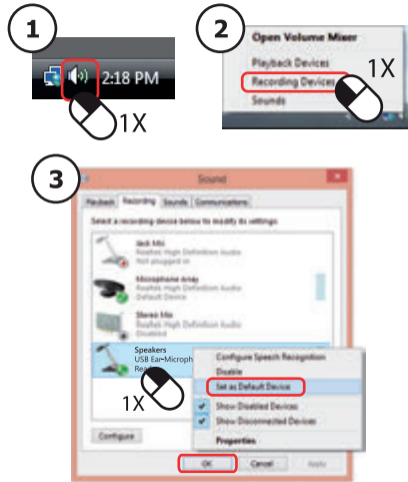 1
2:18 PM
1X
2
Open Volume Mixer
Playback Devices
Recording Devices
Sounds
1X
3
Sound
Playback Recording Sounds Communications
Select a recording device below to modify its settings:
Jack Mic
Realtek High Definition Audio
Not plugged in
Microphone Array
Realtek High Definition Audio
Default Device
Stereo Mix
Realtek High Definition Audio
Disabled
Speakers
USB Ear-Microph
Read
1X
Configure Speech Recognition
Disable
Set as Default Device
Show Disabled Devices
Show Disconnected Devices
Properties
Configure
OK Cancel Apply